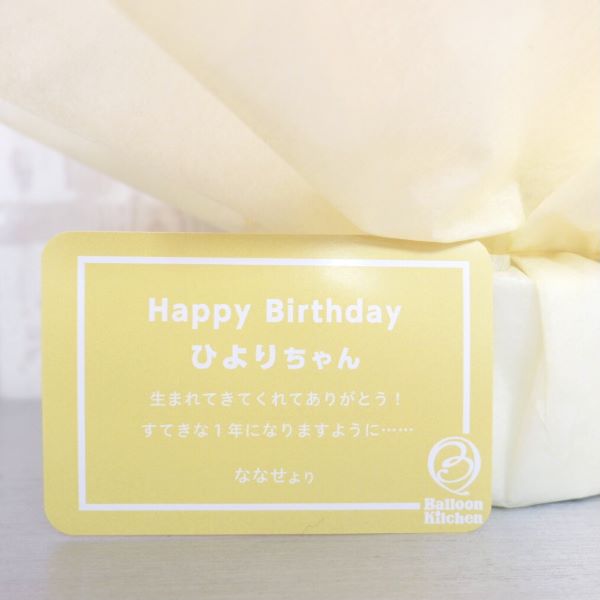 Happy Birthday
ひよりちゃん
生まれてきてくれてありがとう！
すてきな1年になりますように……
ななせより
Balloon
Kitchen